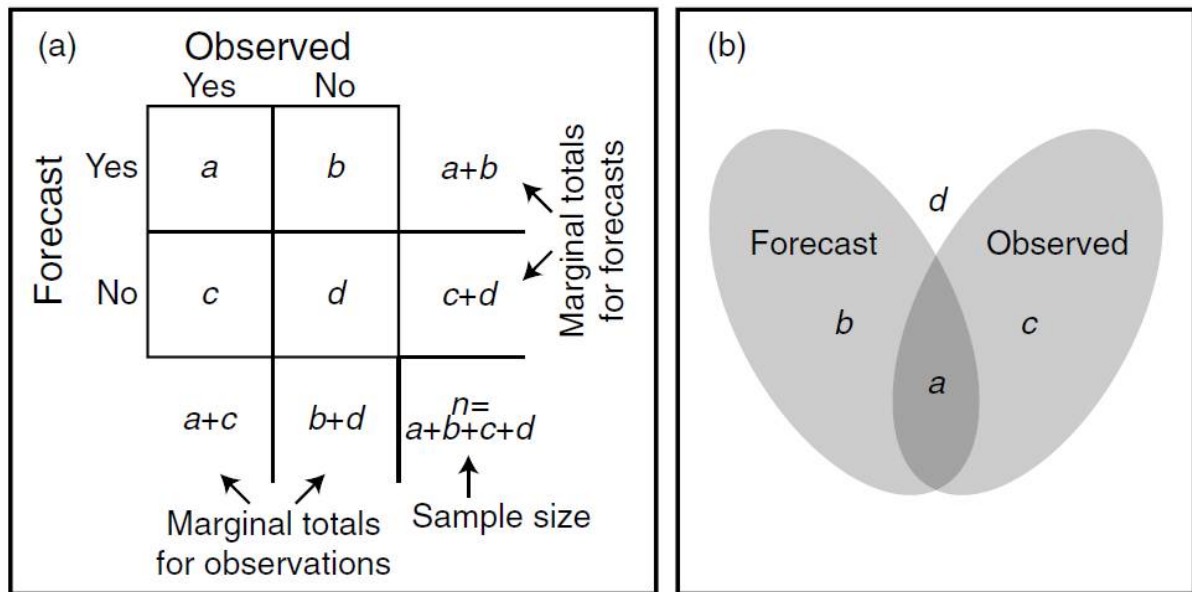 (a)
Observed
Yes No
Forecast
Yes a b a+b
No c d c+d
Marginal totals
for forecasts
a+c b+d n=
a+b+c+d
Marginal totals
for observations
Sample size
(b)
d
Forecast Observed
b c
a